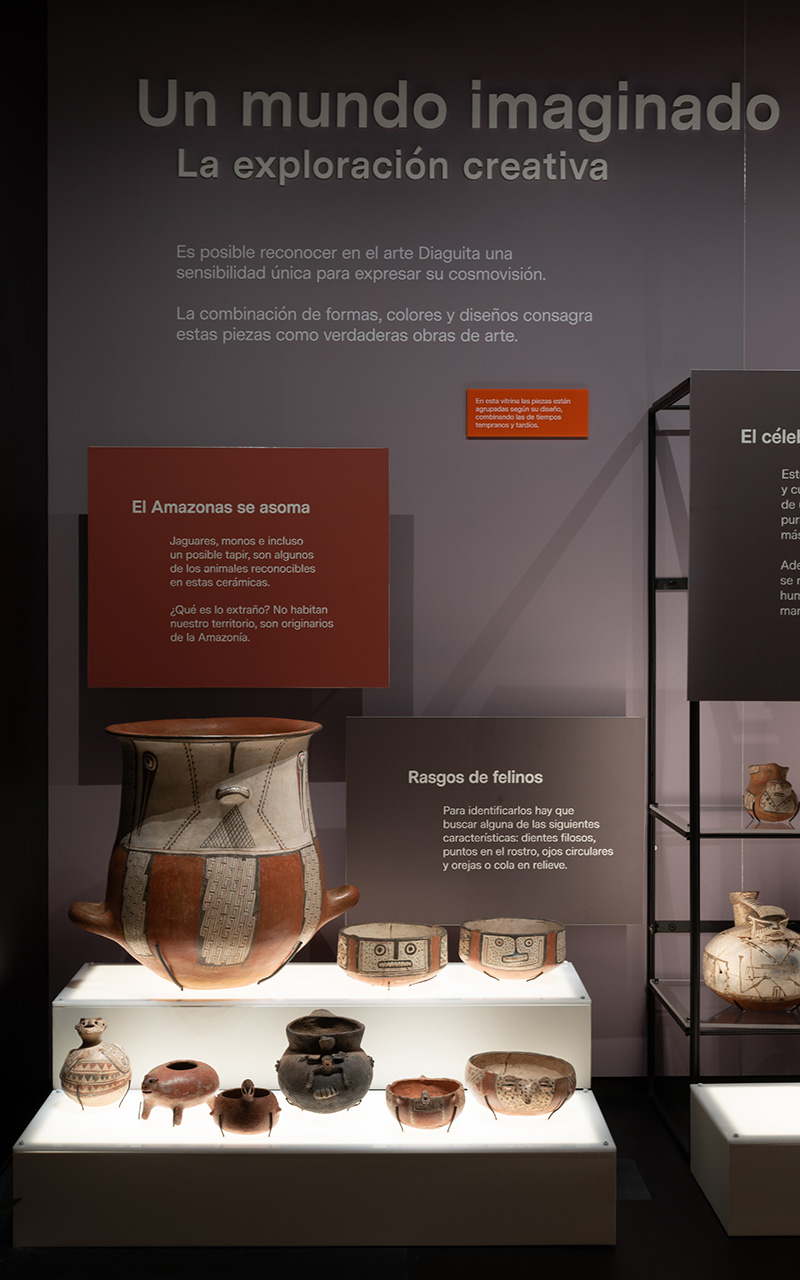 Un mundo imaginado
La exploración creativa
Es posible reconocer en el arte Diaguita una
sensibilidad única para expresar su cosmovisión.
La combinación de formas, colores y diseños consagra
estas piezas como verdaderas obras de arte.
En esta vitrina las piezas están
agrupadas según su diseño,
combinando las de tiempos
tempranos y tardíos.
El Amazonas se asoma
Jaguares, monos e incluso
un posible tapir, son algunos
de los animales reconocibles
en estas cerámicas.
¿Qué es lo extraño? No habitan
nuestro territorio, son originarios
de la Amazonía.
Rasgos de felinos
Para identificarlos hay que
buscar alguna de las siguientes
características: dientes filosos,
puntos en el rostro, ojos circulares
y orejas o cola en relieve.
El
y
de
más
se